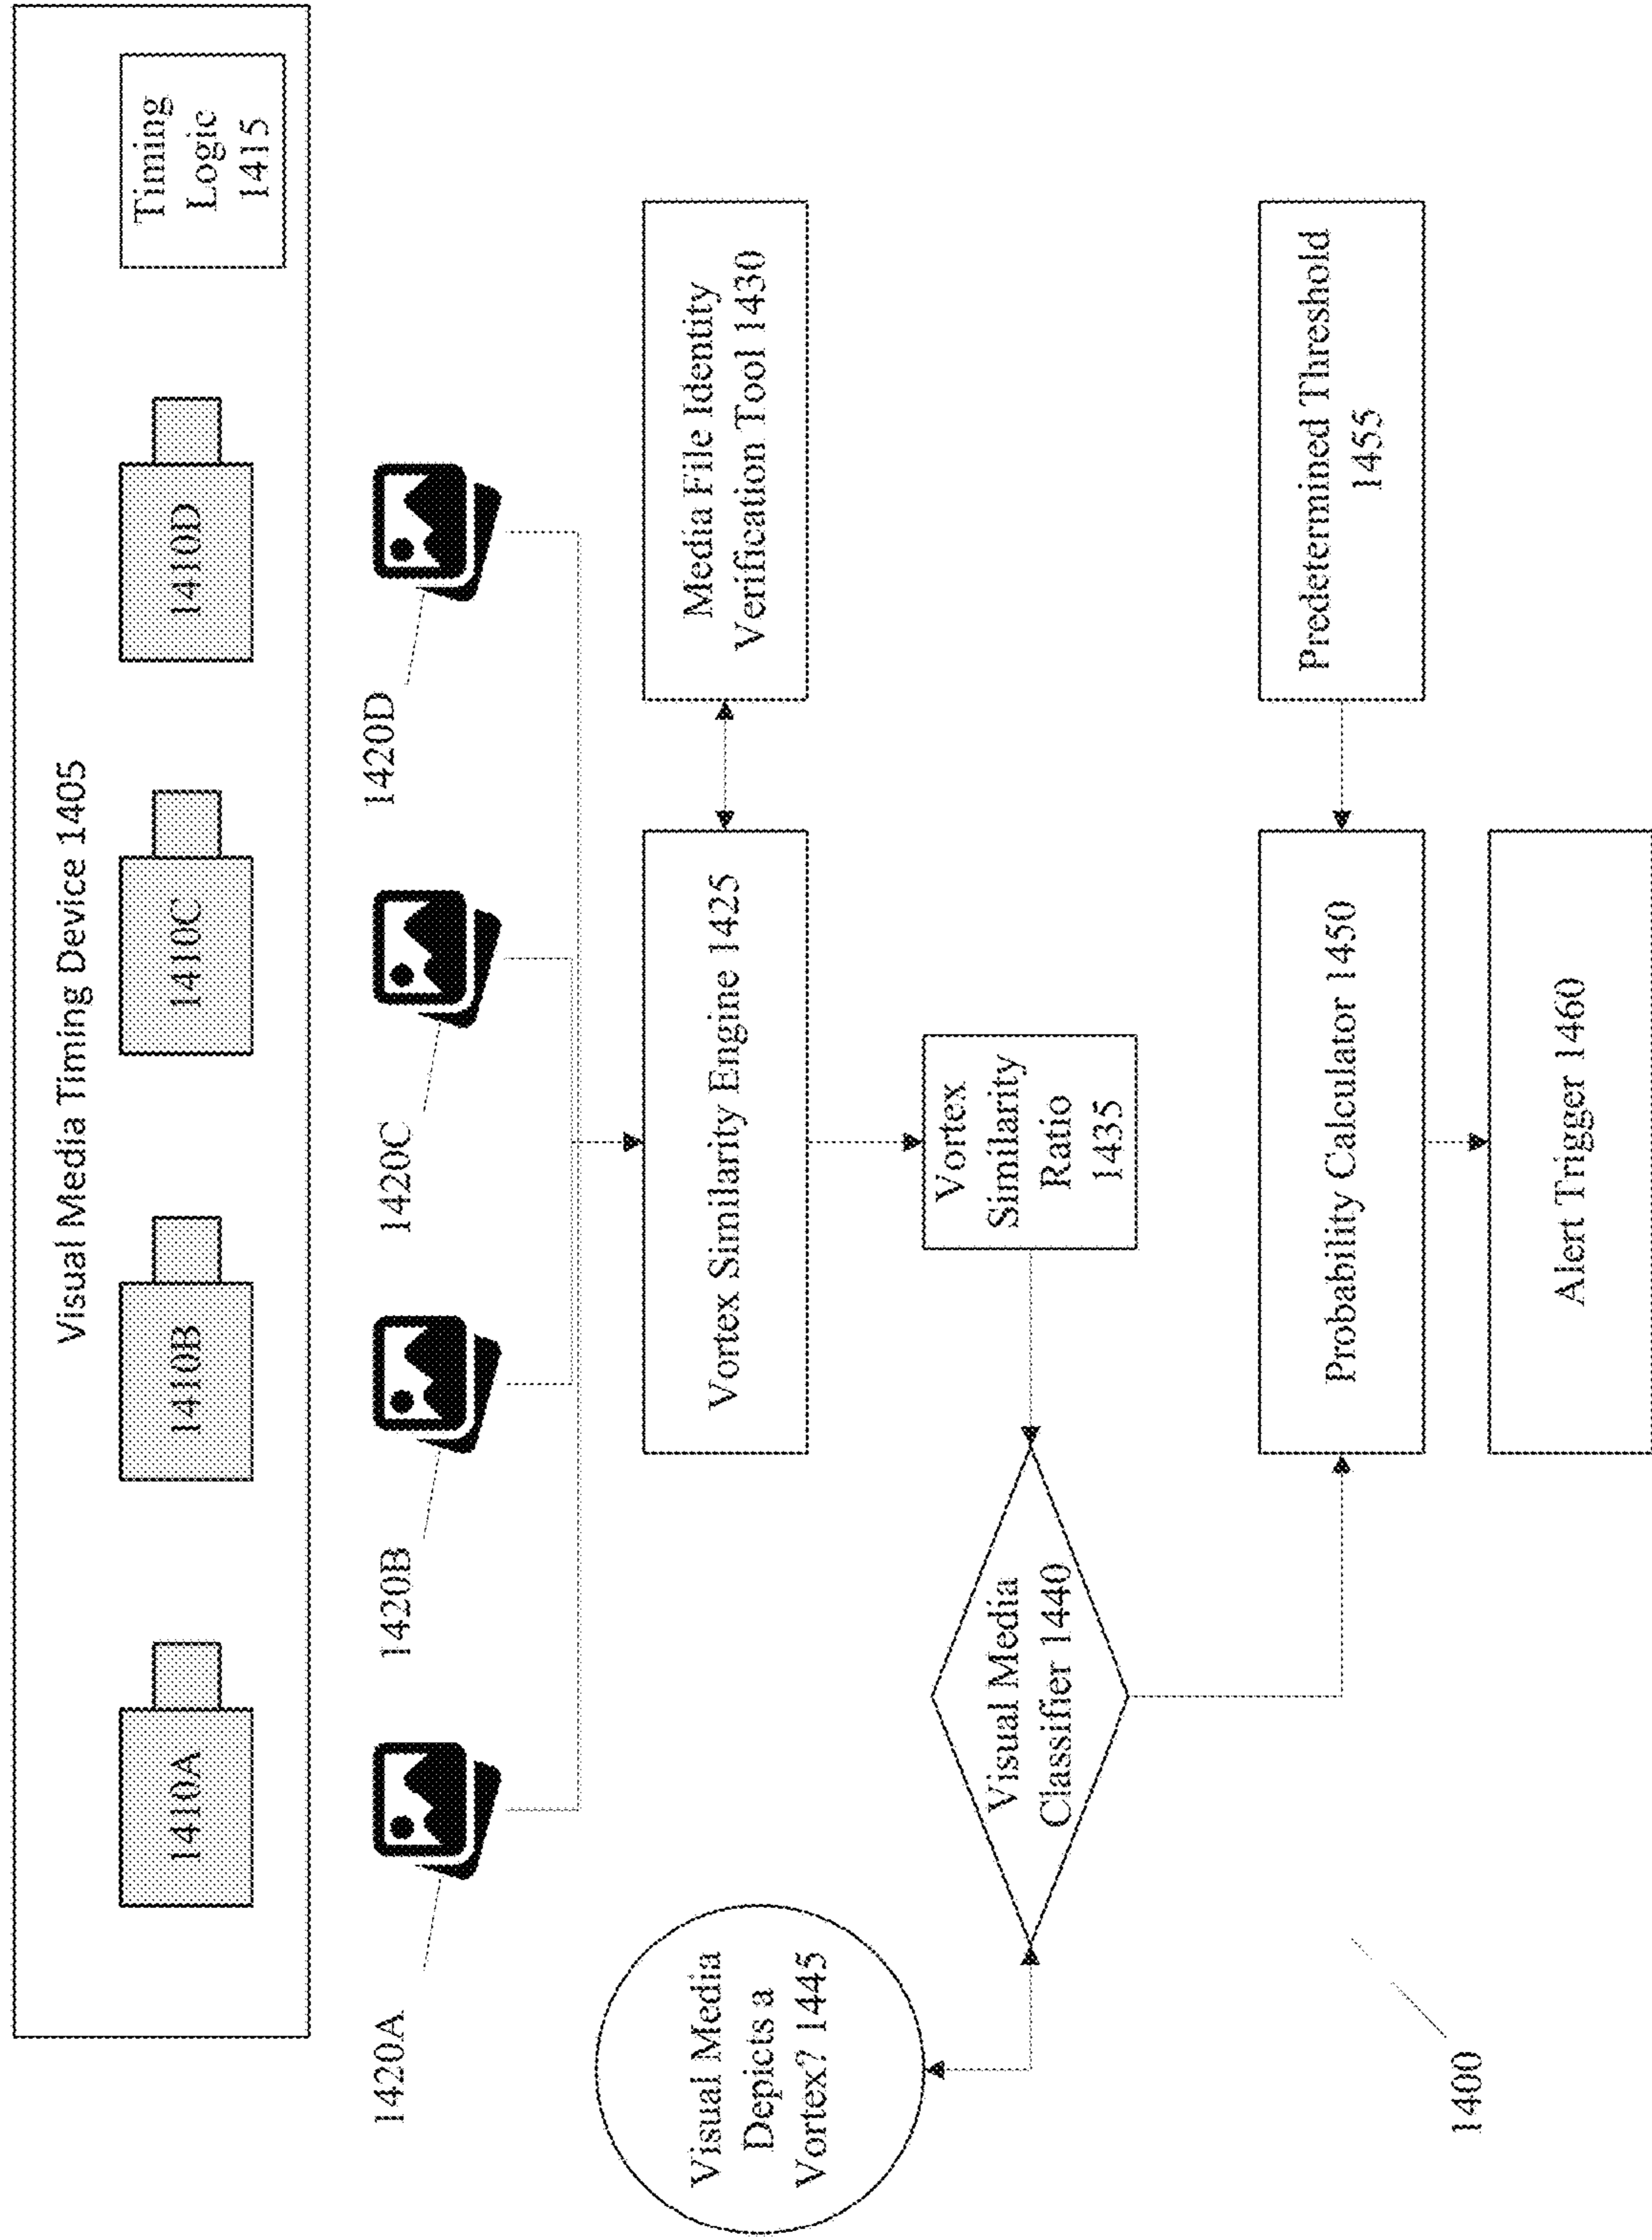 Visual Media Timing Device 1405
1410A
1410B
1410C
1410D
Timing
Logic
1415
1420A
1420B
1420C
1420D
Visual Media
Depicts a
Vortex? 1445
Vortex Similarity Engine 1425
Media File Identity
Verification Tool 1430
Vortex
Similarity
Ratio
1435
Visual Media
Classifier 1440
Probability Calculator 1450
Predetermined Threshold
1455
Alert Trigger 1460
1400